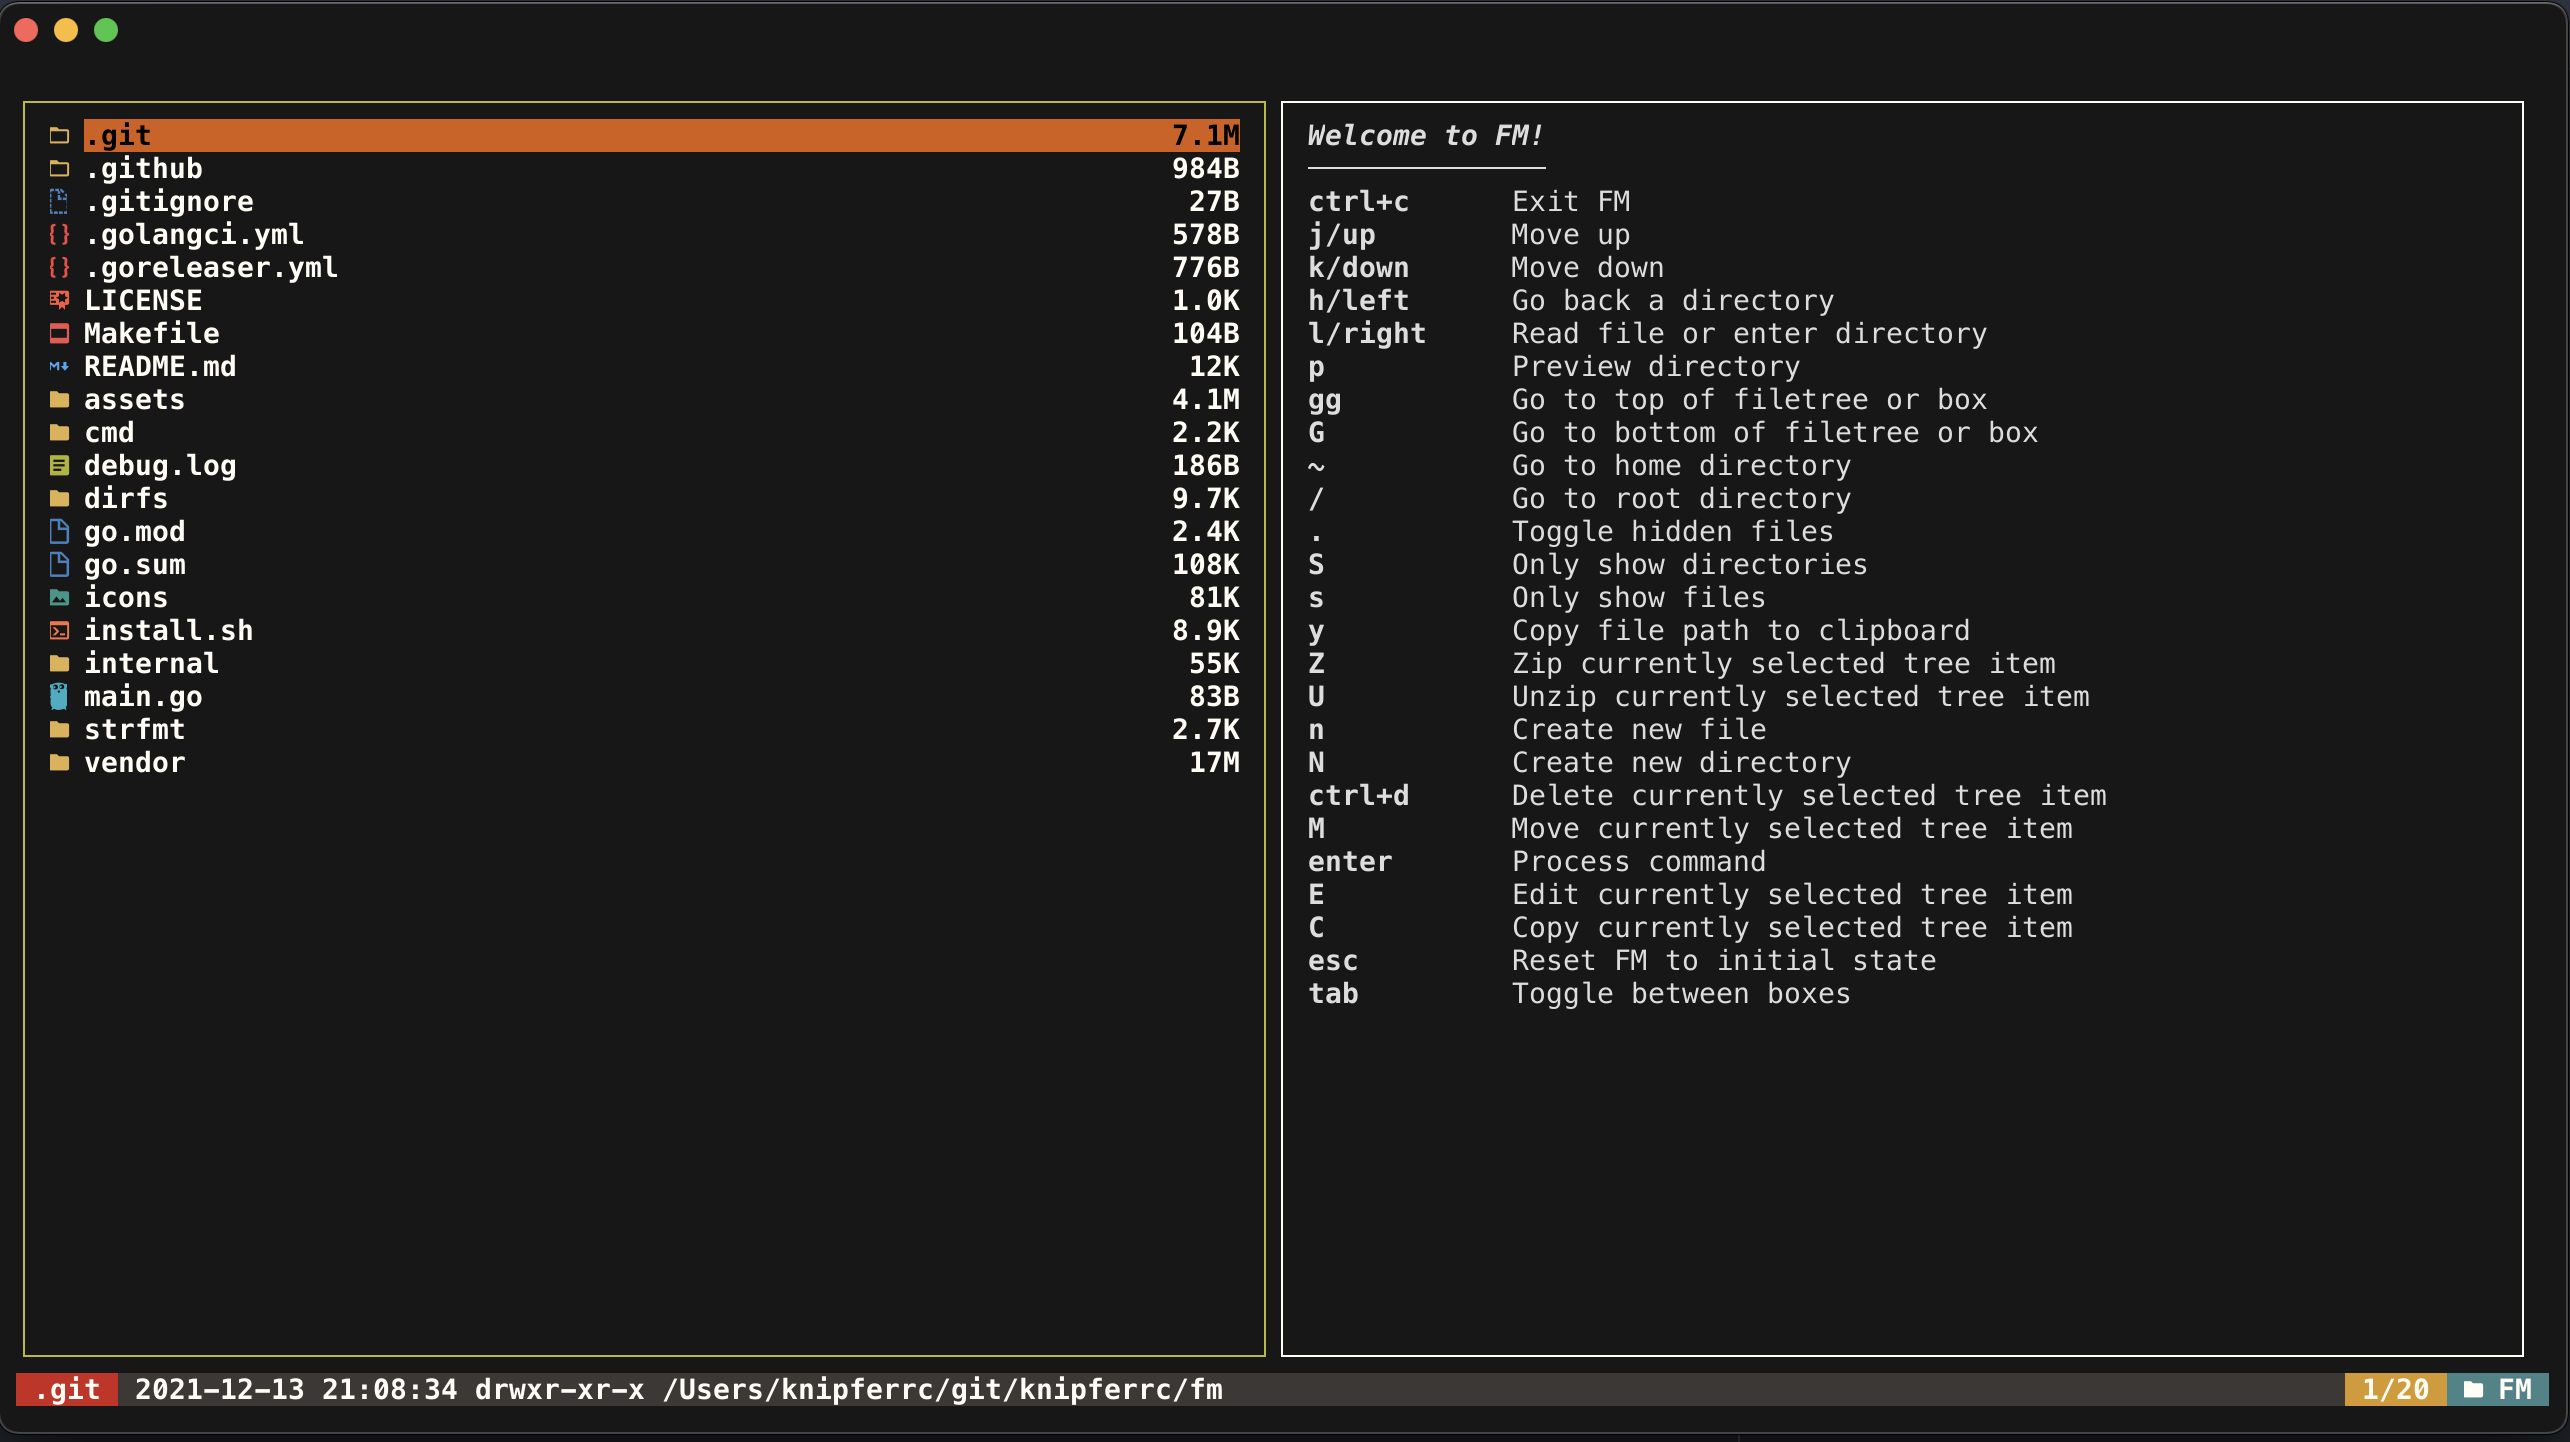 .git 7.1M
.github 984B
.gitignore 27B
.golangci.yml 578B
.goreleaser.yml 776B
LICENSE 1.0K
Makefile 104B
README.md 12K
assets 4.1M
cmd 2.2K
debug.log 186B
dirfs 9.7K
go.mod 2.4K
go.sum 108K
icons 81K
install.sh 8.9K
internal 55K
main.go 83B
strfmt 2.7K
vendor 17M
Welcome to FM!
ctrl+c Exit FM
j/up Move up
k/down Move down
h/left Go back a directory
l/right Read file or enter directory
p Preview directory
gg Go to top of filetree or box
G Go to bottom of filetree or box
~ Go to home directory
/ Go to root directory
. Toggle hidden files
S Only show directories
s Only show files
y Copy file path to clipboard
Z Zip currently selected tree item
U Unzip currently selected tree item
n Create new file
N Create new directory
ctrl+d Delete currently selected tree item
M Move currently selected tree item
enter Process command
E Edit currently selected tree item
C Copy currently selected tree item
esc Reset FM to initial state
tab Toggle between boxes
.git 2021-12-13 21:08:34 drwxr-xr-x /Users/knipferrc/git/knipferrc/fm 1/20 FM